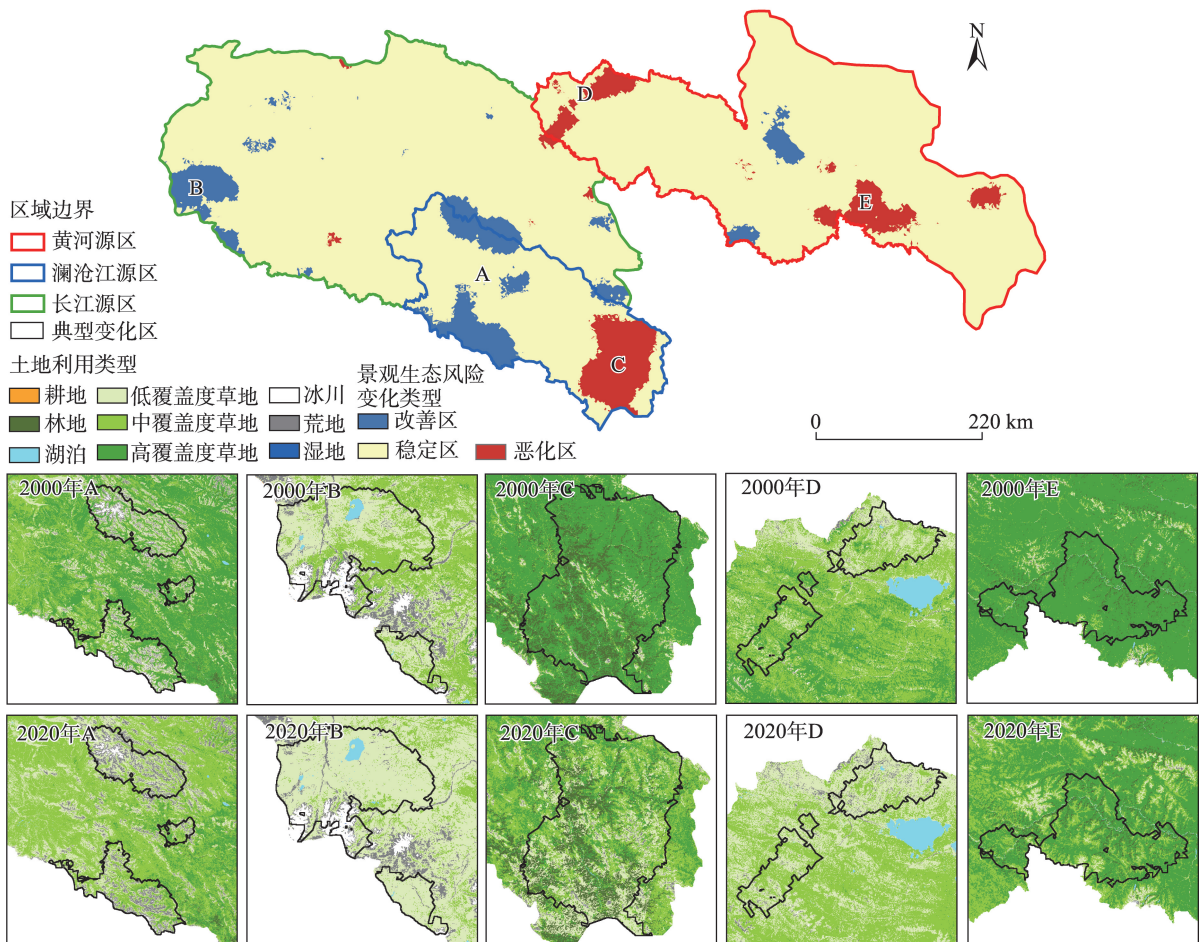 N
D
B
E
A
C
区域边界
黄河源区
澜沧江源区
长江源区
典型变化区
土地利用类型
耕地
低覆盖度草地
冰川
林地
中覆盖度草地
荒地
湖泊
高覆盖度草地
湿地
景观生态风险
变化类型
改善区
稳定区
恶化区
0
220 km
2000年A
2000年B
2000年C
2000年D
2000年E
2020年A
2020年B
2020年C
2020年D
2020年E